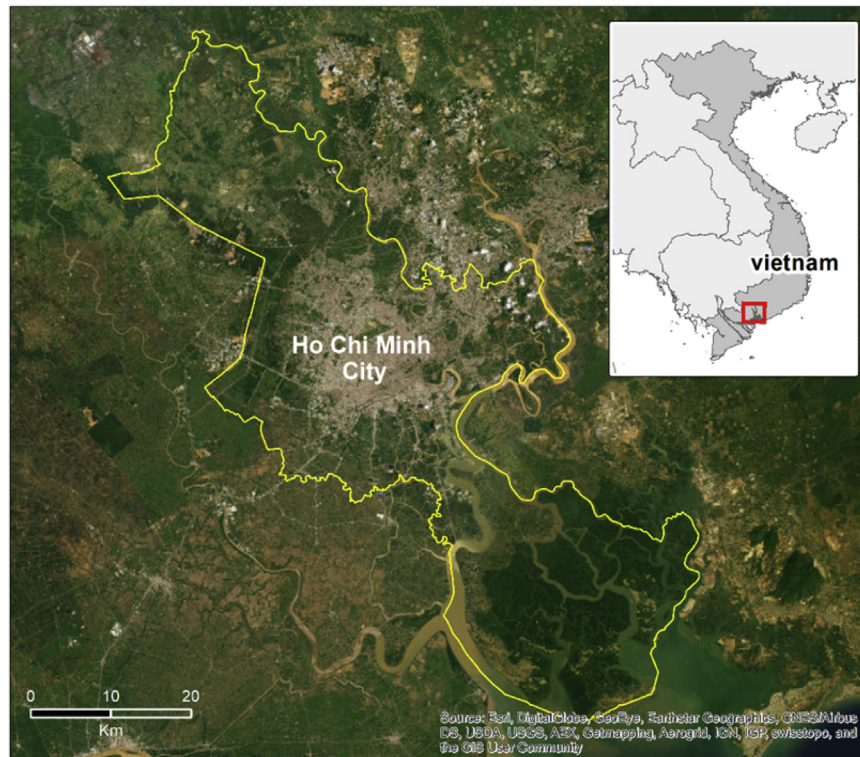 vietnam
Ho Chi Minh
City
0 10 20
Km
Source: Esri, DigitalGlobe, GeoEye, Earthstar Geographics, CNES/Airbus
DS, USDA, USGS, AEX, Getmapping, Aerogrid, IGN, IGP, swisstopo, and
the GIS User Community